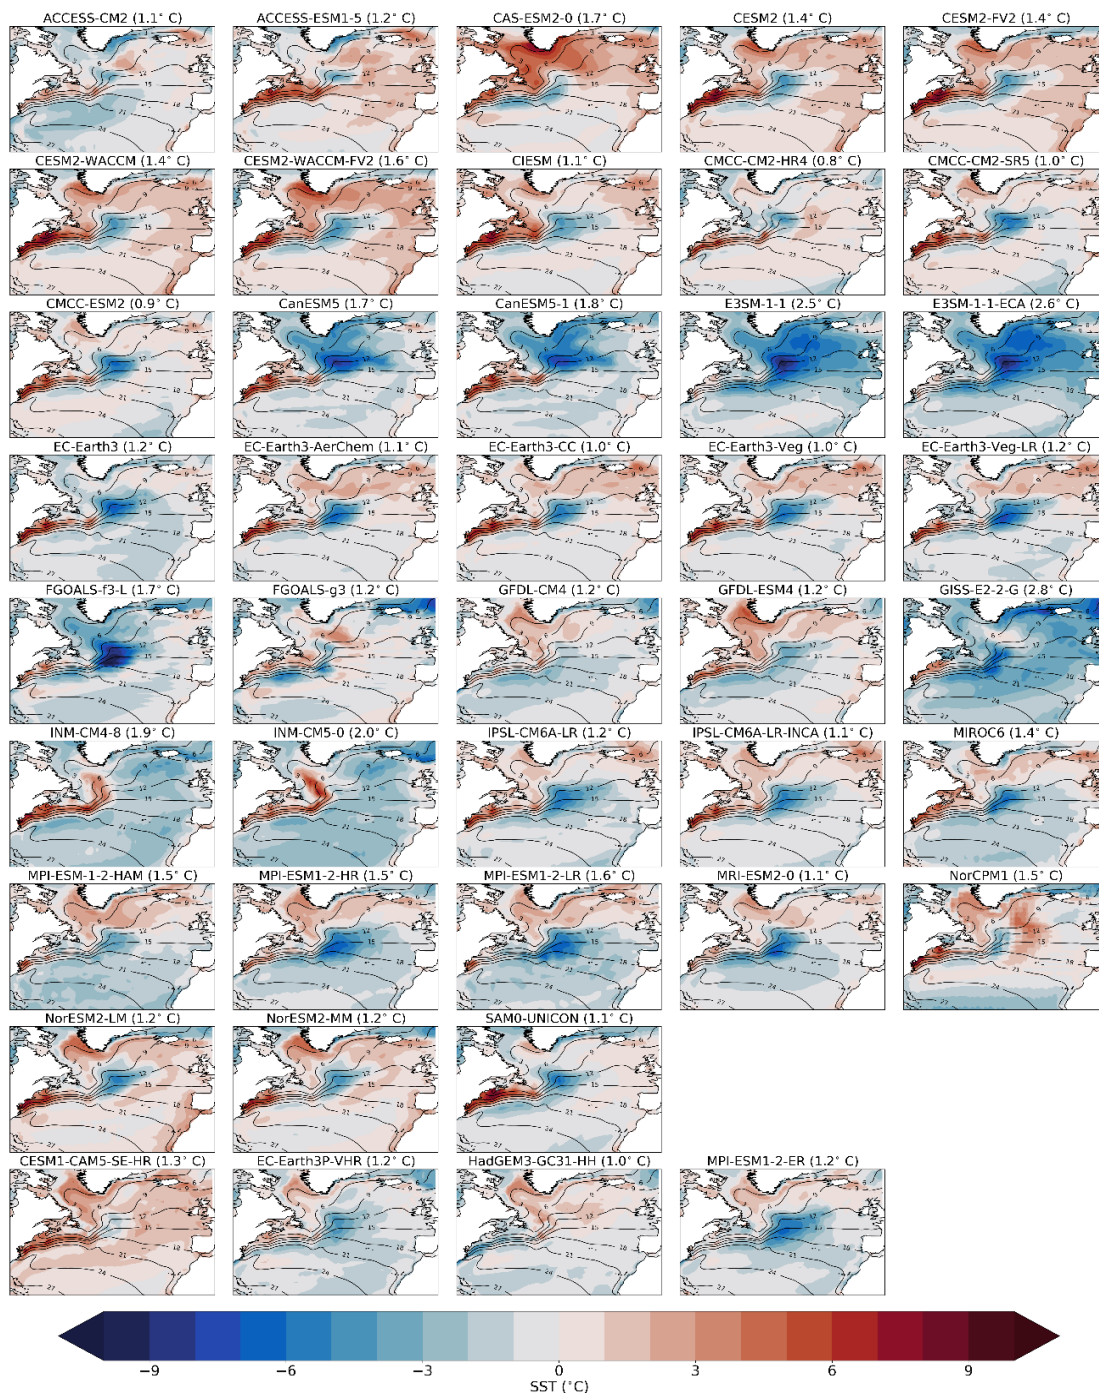 ACCESS-CM2 (1.1° C) ACCESS-ESM1-5 (1.2° C) CAS-ESM2-0 (1.7° C) CESM2 (1.4° C) CESM2-FV2 (1.4° C)
CESM2-WACCM (1.4° C) CESM2-WACCM-FV2 (1.6° C) CIESM (1.1° C) CMCC-CM2-HR4 (0.8° C) CMCC-CM2-SR5 (1.0° C)
CMCC-ESM2 (0.9° C) CanESM5 (1.7° C) CanESM5-1 (1.8° C) E3SM-1-1 (2.5° C) E3SM-1-1-ECA (2.6° C)
EC-Earth3 (1.2° C) EC-Earth3-AerChem (1.1° C) EC-Earth3-CC (1.0° C) EC-Earth3-Veg (1.0° C) EC-Earth3-Veg-LR (1.2° C)
FGOALS-f3-L (1.7° C) FGOALS-g3 (1.2° C) GFDL-CM4 (1.2° C) GFDL-ESM4 (1.2° C) GISS-E2-2-G (2.8° C)
INM-CM4-8 (1.9° C) INM-CM5-0 (2.0° C) IPSL-CM6A-LR (1.2° C) IPSL-CM6A-LR-INCA (1.1° C) MIROC6 (1.4° C)
MPI-ESM-1-2-HAM (1.5° C) MPI-ESM1-2-HR (1.5° C) MPI-ESM1-2-LR (1.6° C) MRI-ESM2-0 (1.1° C) NorCPM1 (1.5° C)
NorESM2-LM (1.2° C) NorESM2-MM (1.2° C) SAM0-UNICON (1.1° C)
CESM1-CAM5-SE-HR (1.3° C) EC-Earth3P-VHR (1.2° C) HadGEM3-GC31-HH (1.0° C) MPI-ESM1-2-ER (1.2° C)
−9 −6 −3 0 3 6 9
SST (°C)